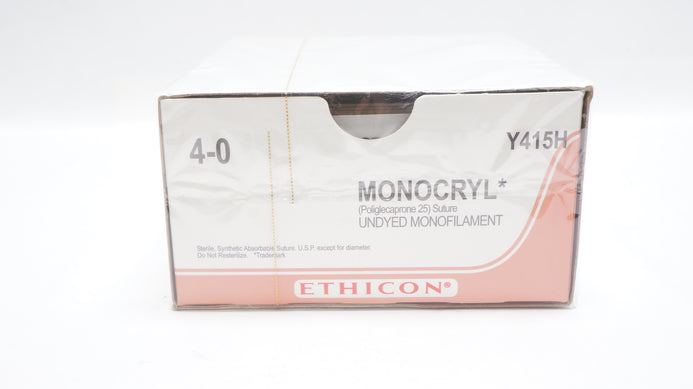 4-0
Y415H
MONOCRYL*
(Poliglecaprone 25) Suture
UNDYED MONOFILAMENT
Sterile, Synthetic Absorbable Suture, U.S.P. except for diameter.
Do Not Resterilize. *Trademark
ETHICON®